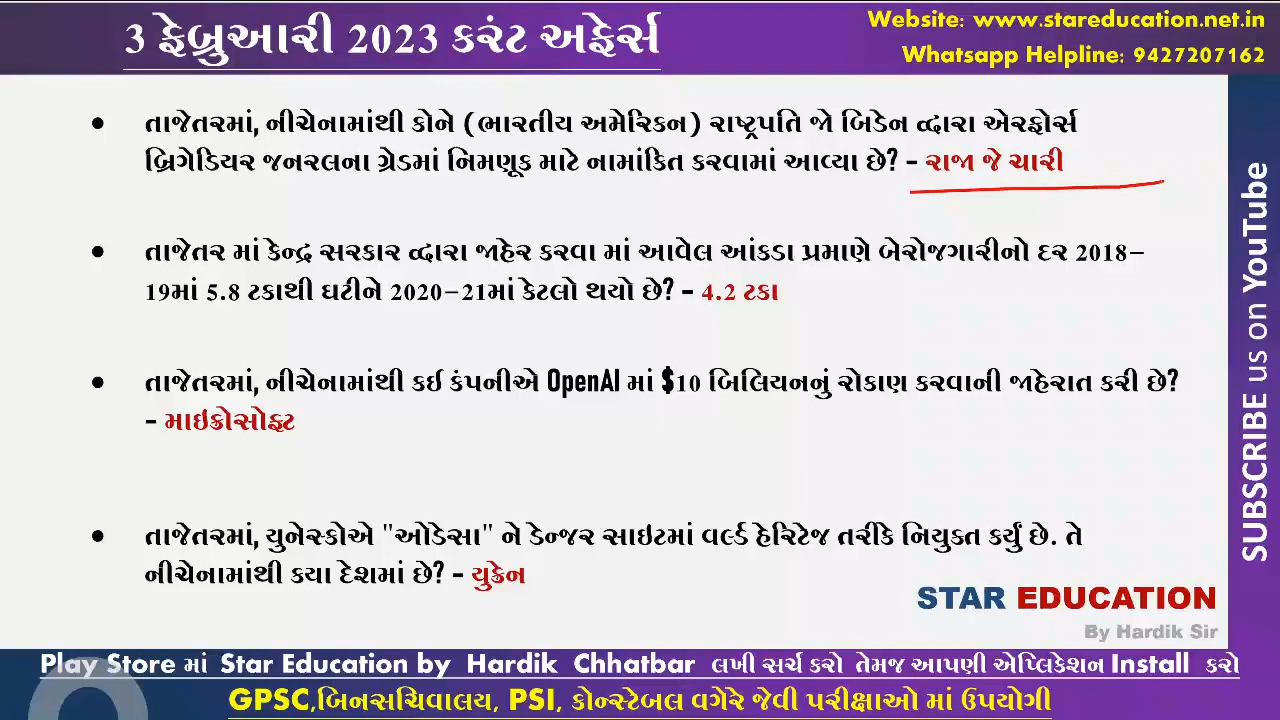 3 ફેબ્રુઆરી 2023 કરંટ અફેર્સ
Website: www.stareducation.net.in
Whatsapp Helpline: 9427207162
• તાજેતરમાં, નીચેનામાંથી કોને (ભારતીય અમેરિકન) રાષ્ટ્રપતિ જો બિડેન દ્વારા એરફોર્સ
બ્રિગેડિયર જનરલના ગ્રેડમાં નિમણૂક માટે નામાંકિત કરવામાં આવ્યા છે? – રાજા જે ચારી
• તાજેતર માં કેન્દ્ર સરકાર દ્વારા જાહેર કરવા માં આવેલ આંકડા પ્રમાણે બેરોજગારીનો દર 2018–
19માં 5.8 ટકાથી ઘટીને 2020–21માં કેટલો થયો છે? – 4.2 ટકા
• તાજેતરમાં, નીચેનામાંથી કઈ કંપનીએ OpenAI માં $10 બિલિયનનું રોકાણ કરવાની જાહેરાત કરી છે?
– માઇક્રોસોફ્ટ
• તાજેતરમાં, યુનેસ્કોએ "ઓડેસા" ને ડેન્જર સાઇટમાં વર્લ્ડ હેરિટેજ તરીકે નિયુક્ત કર્યું છે. તે
નીચેનામાંથી કયા દેશમાં છે? – યુક્રેન
STAR EDUCATION
By Hardik Sir
SUBSCRIBE us on YouTube
Play Store માં Star Education by Hardik Chhatbar લખી સર્ચ કરો તેમજ આપણી એપ્લિકેશન Install કરો
GPSC,બિનસચિવાલય, PSI, કોન્સ્ટેબલ વગેરે જેવી પરીક્ષાઓ માં ઉપયોગી